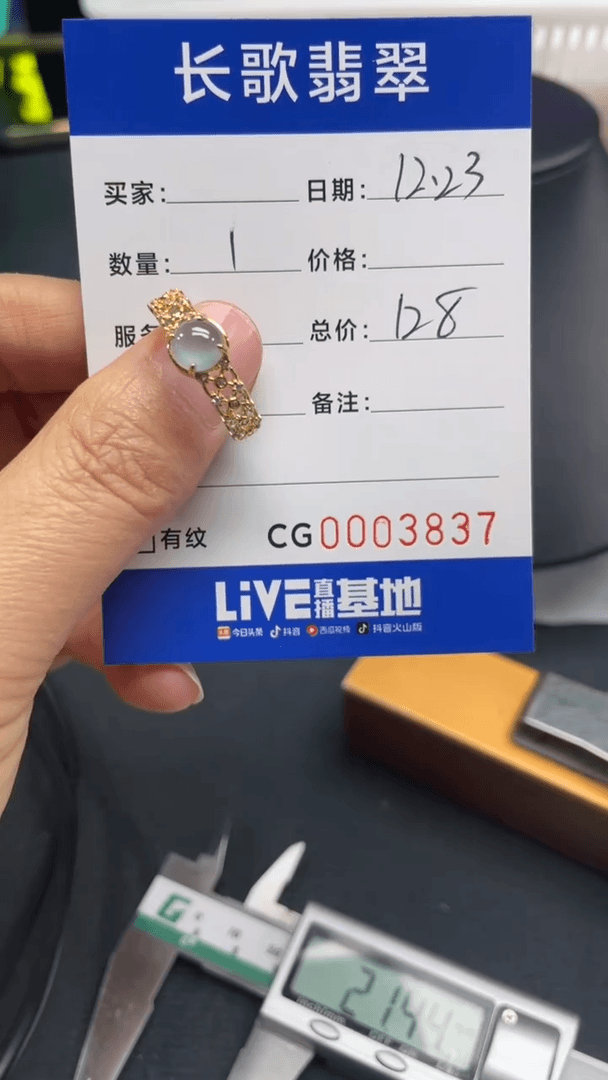 长歌翡翠
买家: 日期: 12.23
数量: 1 价格:
服务 总价: 128
备注:
有纹 CG0003837
LiVE直播基地
今日头条 抖音 西瓜视频 抖音火山版
G
21.44